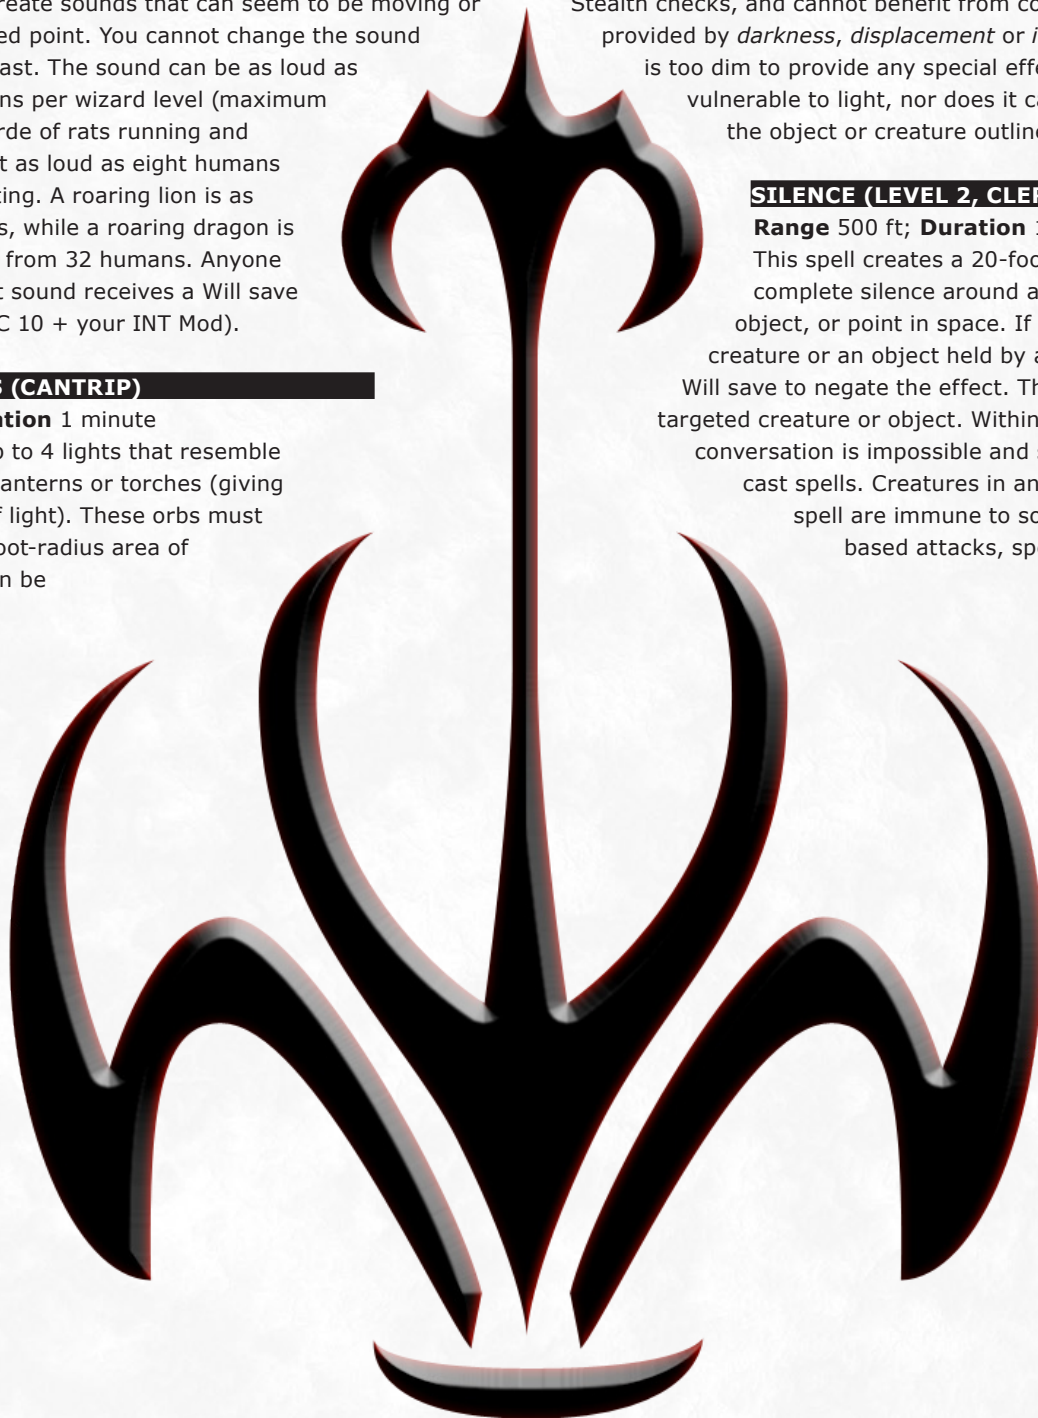 reate sounds that can seem to be moving or
ed point. You cannot change the sound
ast. The sound can be as loud as
ns per wizard level (maximum
rde of rats running and
t as loud as eight humans
ting. A roaring lion is as
s, while a roaring dragon is
from 32 humans. Anyone
t sound receives a Will save
C 10 + your INT Mod).
S (CANTRIP)
ation 1 minute
p to 4 lights that resemble
anterns or torches (giving
f light). These orbs must
oot-radius area of
n be
Stealth checks, and cannot benefit from co
provided by darkness, displacement or i
is too dim to provide any special effe
vulnerable to light, nor does it ca
the object or creature outline
SILENCE (LEVEL 2, CLER
Range 500 ft; Duration 1
This spell creates a 20-foo
complete silence around a
object, or point in space. If
creature or an object held by a
Will save to negate the effect. Th
targeted creature or object. Within
conversation is impossible and s
cast spells. Creatures in an
spell are immune to so
based attacks, spe